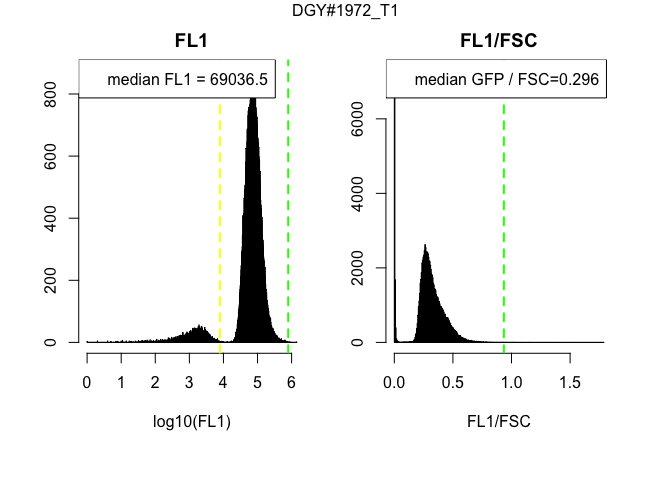 DGY#1972_T1
FL1
median FL1 = 69036.5
800
600
400
200
0
0 1 2 3 4 5 6
log10(FL1)
FL1/FSC
median GFP / FSC=0.296
6000
4000
2000
0
0.0 0.5 1.0 1.5
FL1/FSC